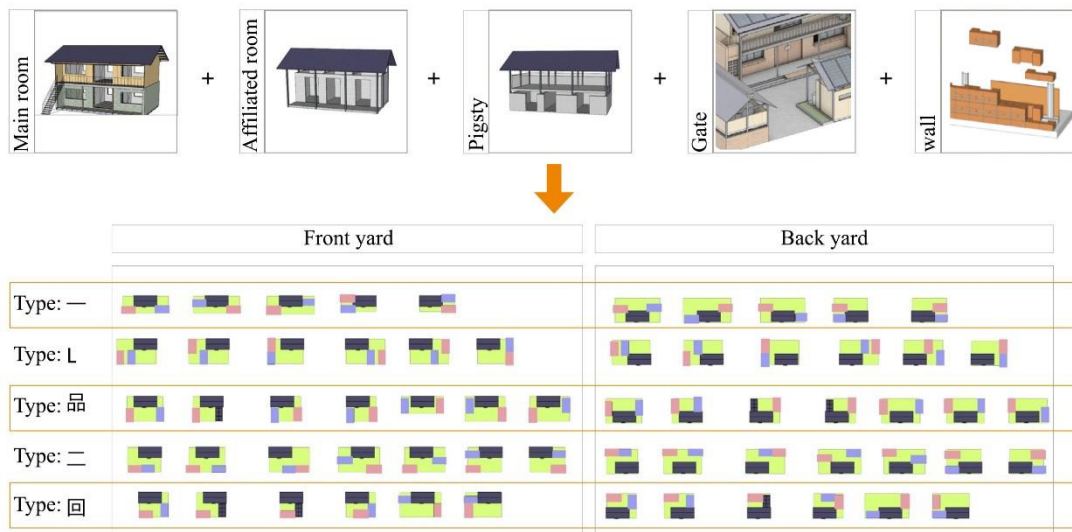 Main room
+
Affiliated room
+
Pigsty
+
Gate
+
wall
Front yard
Back yard
Type: 一
Type: L
Type: 品
Type: 二
Type: 回